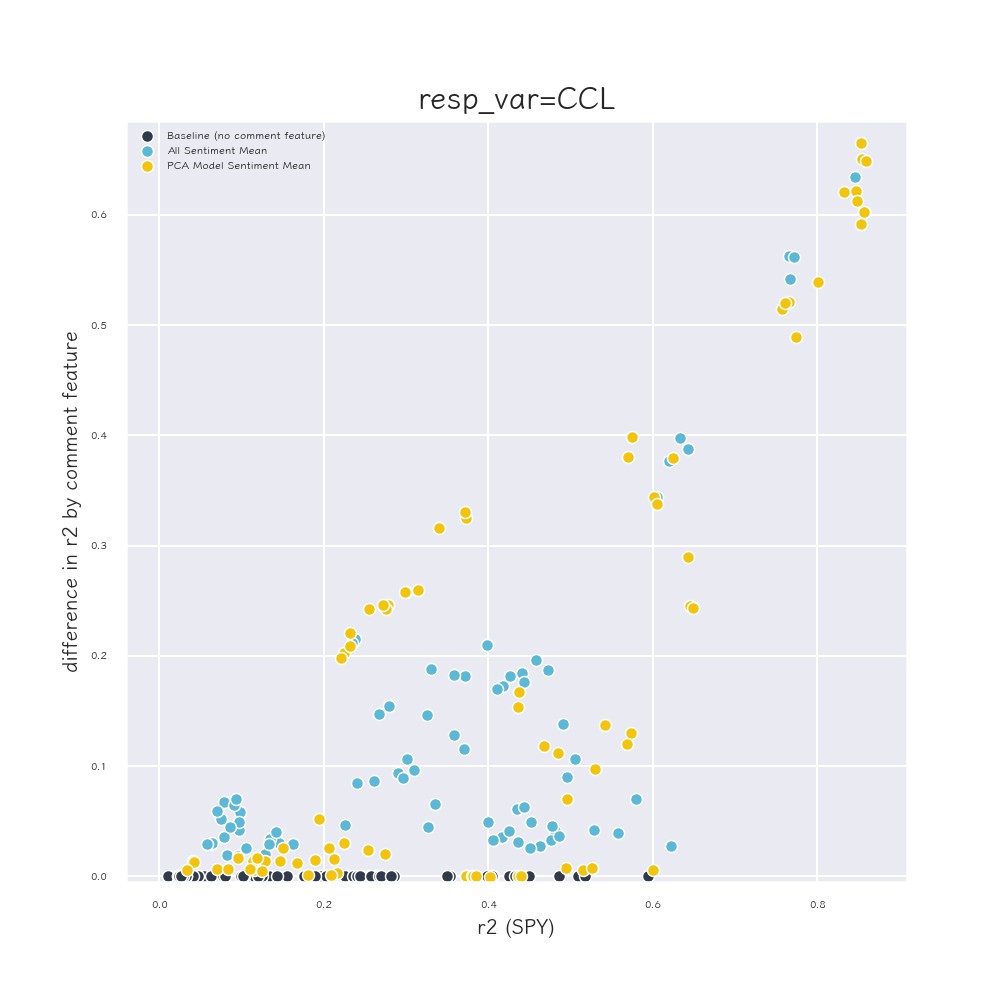 resp_var=CCL
Baseline (no comment feature)
All Sentiment Mean
PCA Model Sentiment Mean
difference in r2 by comment feature
0.6
0.5
0.4
0.3
0.2
0.1
0.0
0.0 0.2 0.4 0.6 0.8
r2 (SPY)